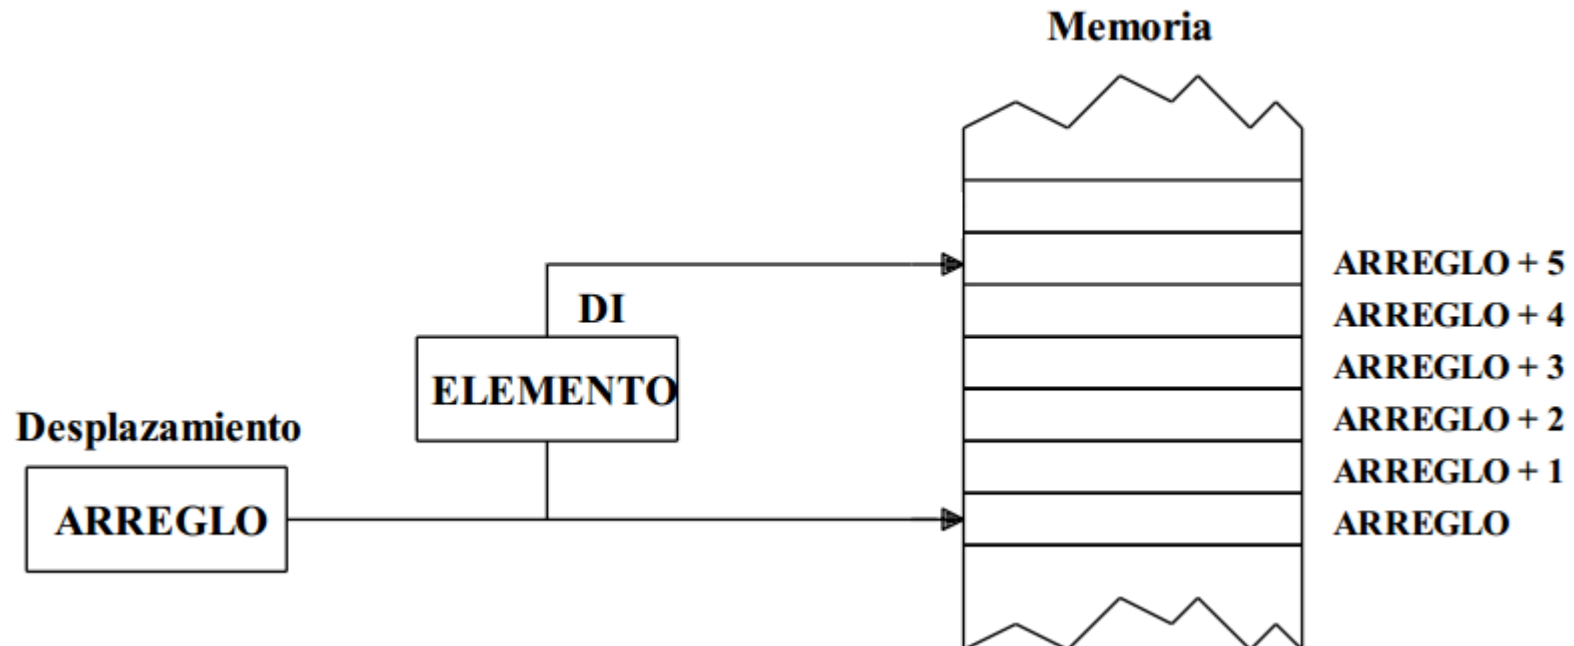 Memoria
ARREGLO + 5
DI
ARREGLO + 4
ARREGLO + 3
ELEMENTO
Desplazamiento
ARREGLO + 2
ARREGLO + 1
ARREGLO
ARREGLO